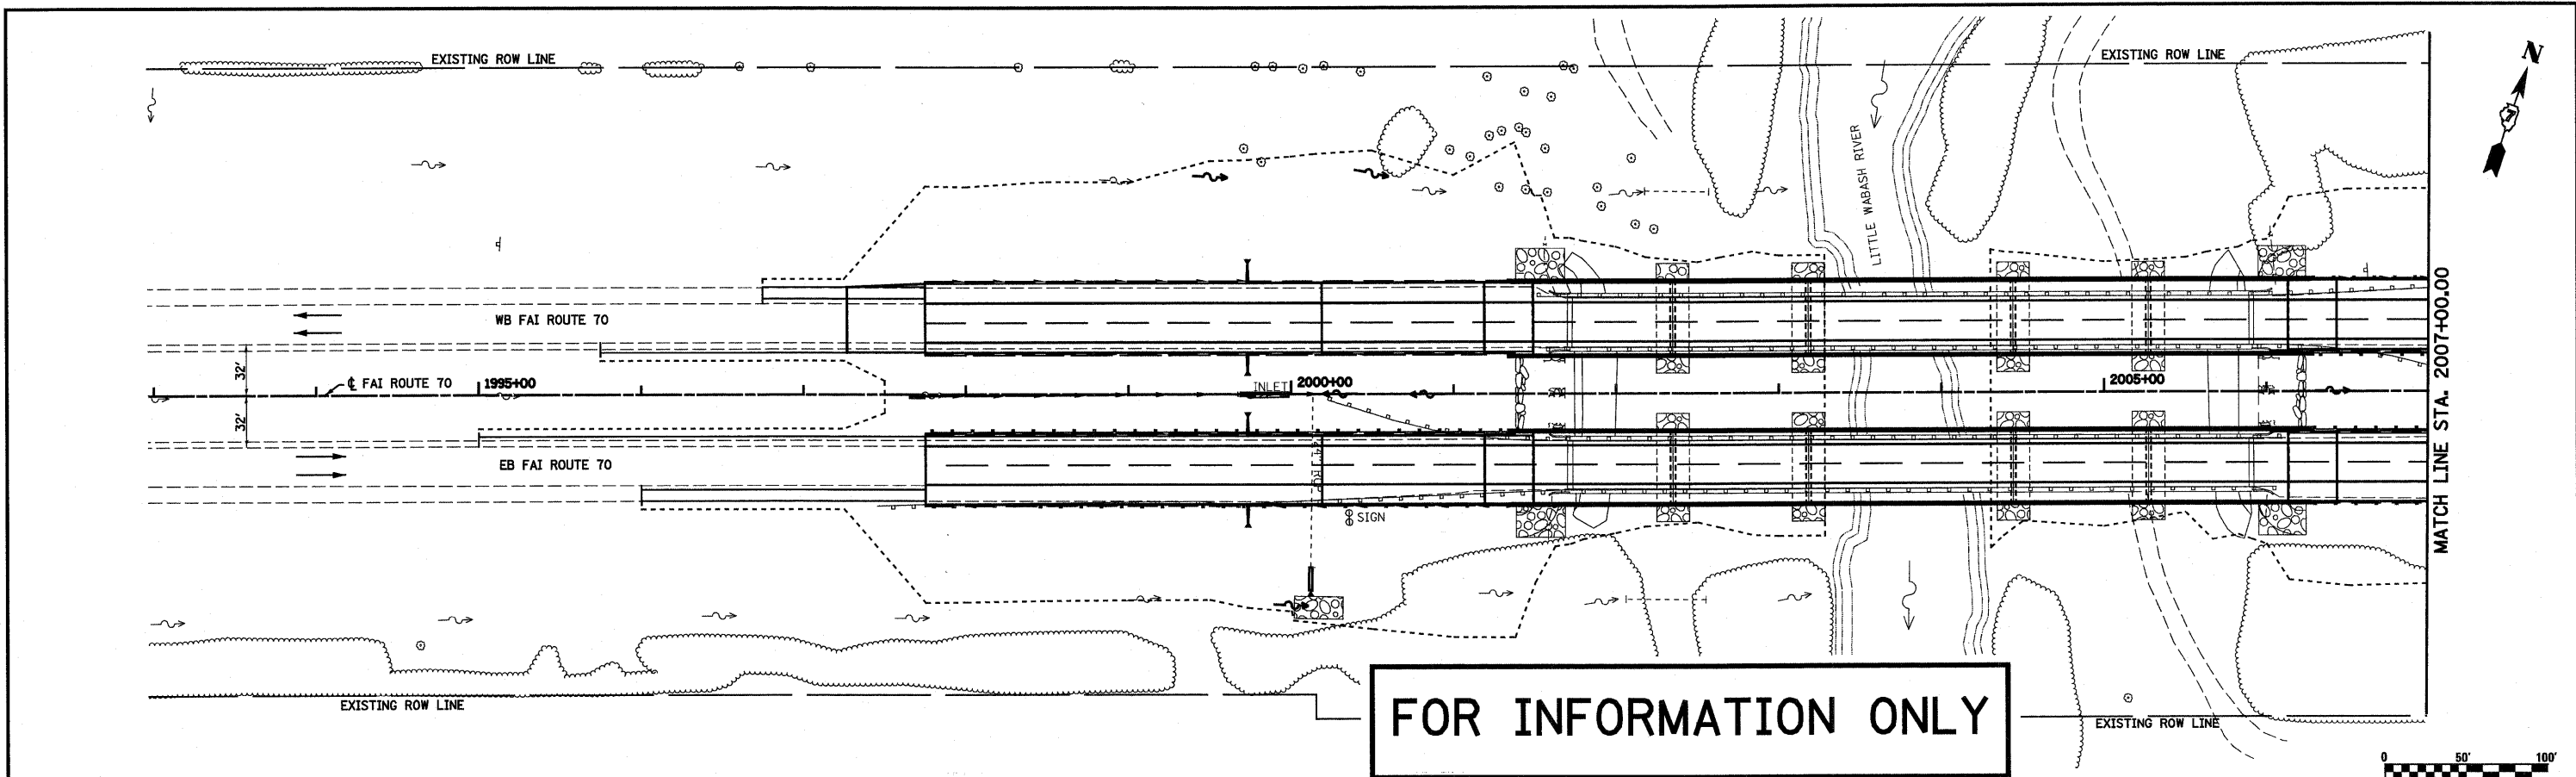 EXISTING ROW LINE
EXISTING ROW LINE
N
7
LITTLE WABASH RIVER
WB FAI ROUTE 70
32'
℄ FAI ROUTE 70
1995+00
INLET
2000+00
2005+00
32'
EB FAI ROUTE 70
SIGN
MATCH LINE STA. 2007+00.00
EXISTING ROW LINE
FOR INFORMATION ONLY
EXISTING ROW LINE
0 50' 100'